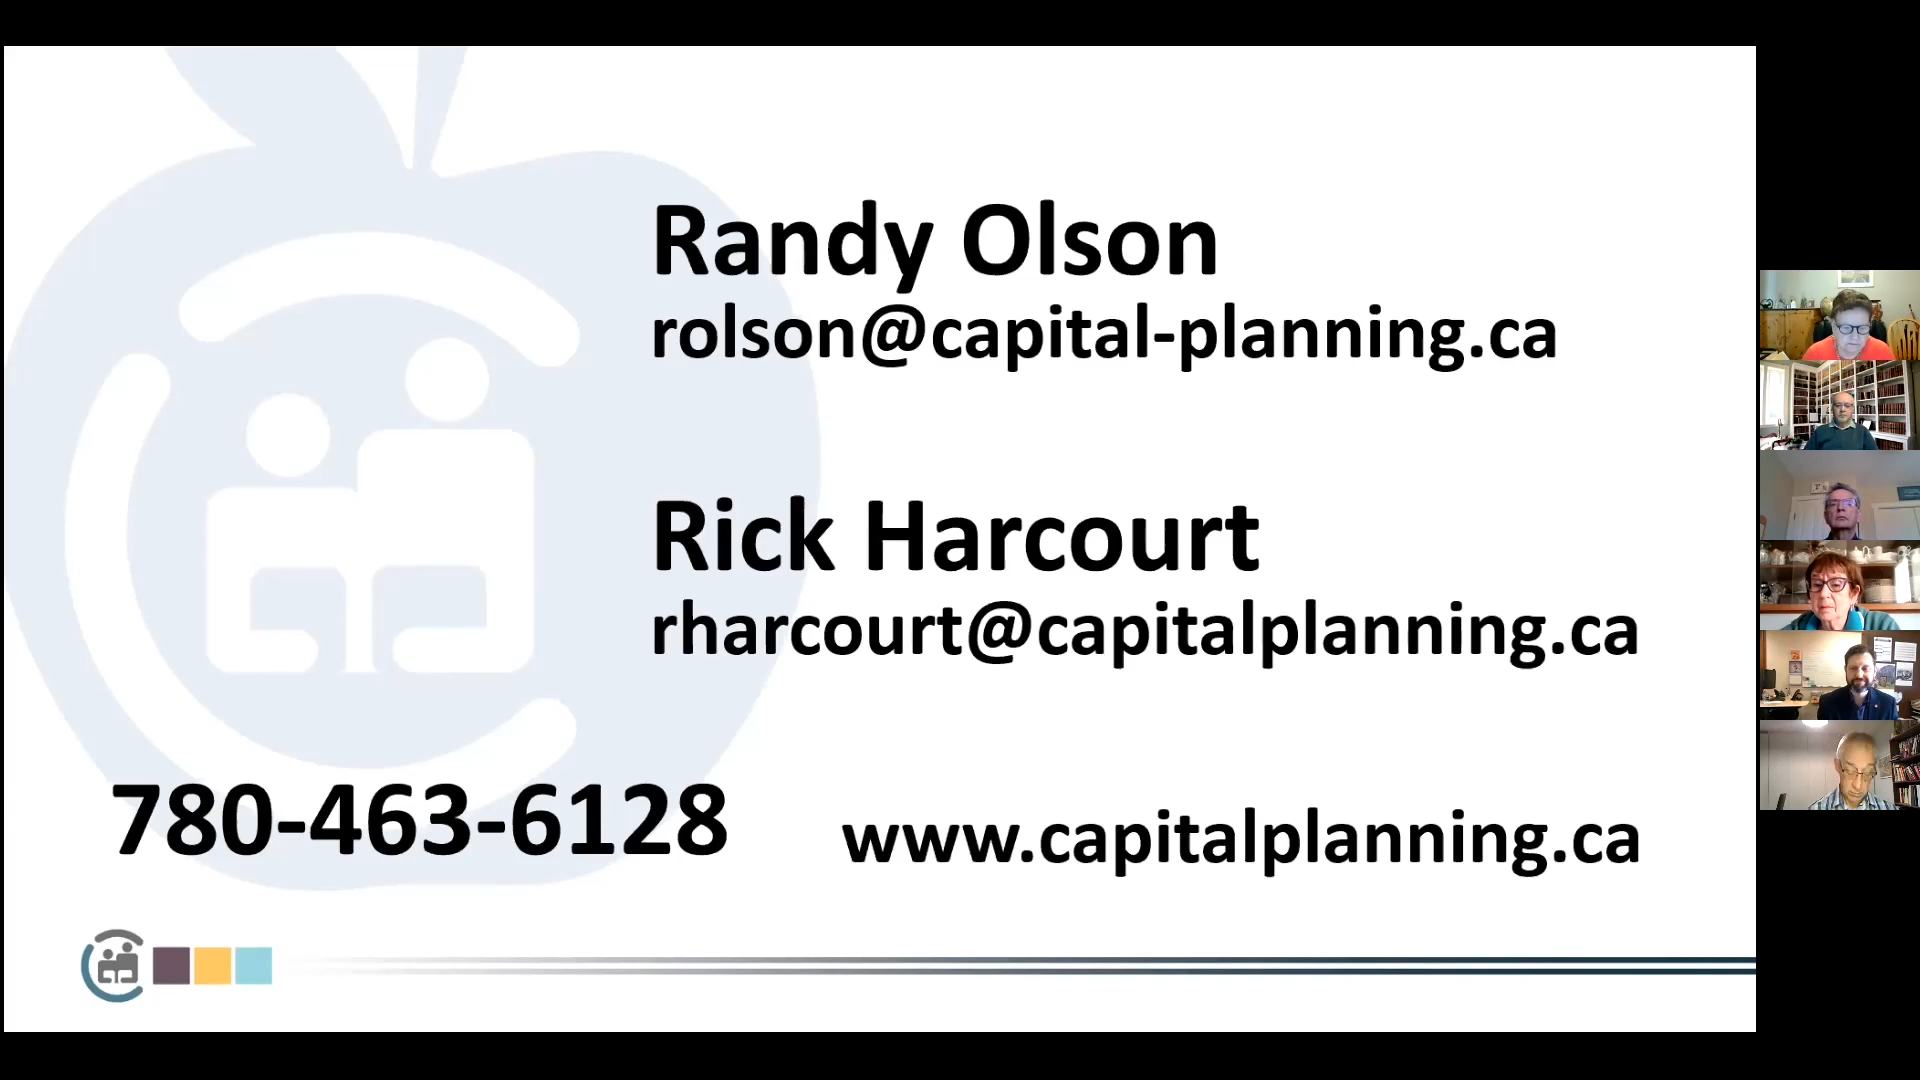 Randy Olson
rolson@capital-planning.ca
Rick Harcourt
rharcourt@capitalplanning.ca
780-463-6128
www.capitalplanning.ca